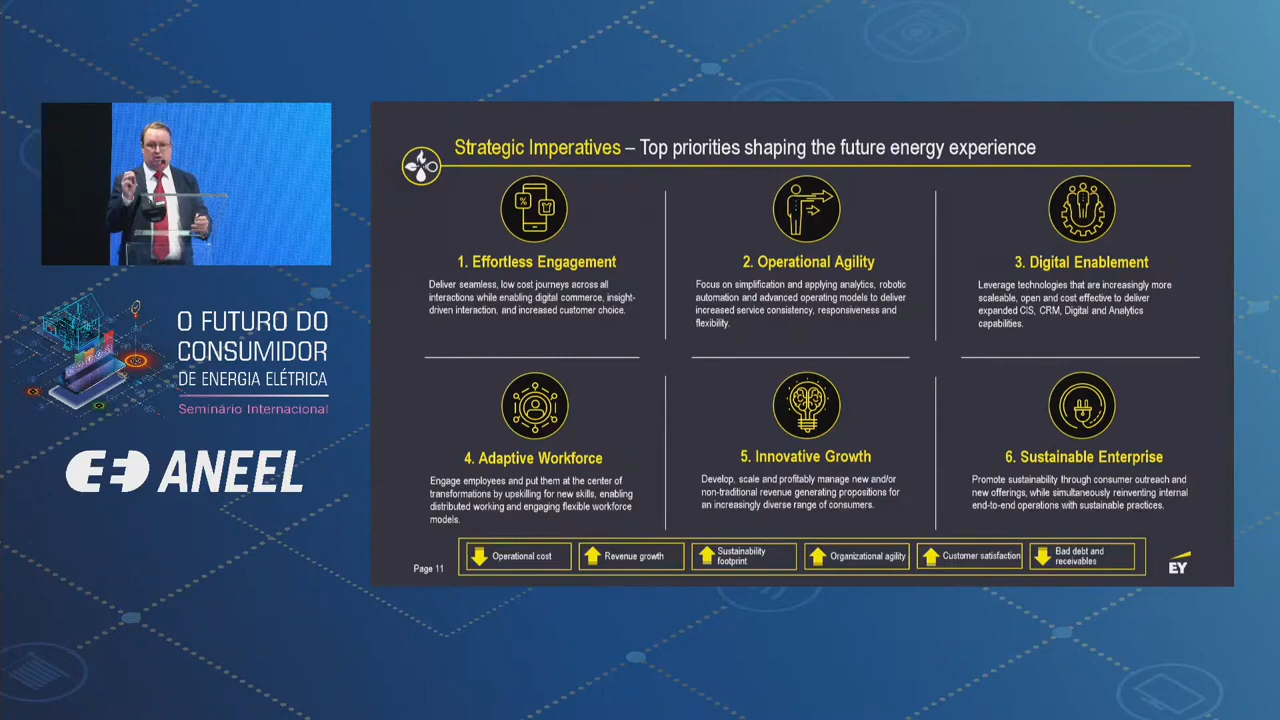 Strategic Imperatives – Top priorities shaping the future energy experience
1. Effortless Engagement
Deliver seamless, low cost journeys across all
interactions while enabling digital commerce, insight-
driven interaction, and increased customer choice.
2. Operational Agility
Focus on simplification and applying analytics, robotic
automation and advanced operating models to deliver
increased service consistency, responsiveness and
flexibility.
3. Digital Enablement
Leverage technologies that are increasingly more
scaleable, open and cost effective to deliver
expanded CIS, CRM, Digital and Analytics
capabilities.
4. Adaptive Workforce
Engage employees and put them at the center of
transformations by upskilling for new skills, enabling
distributed working and engaging flexible workforce
models.
5. Innovative Growth
Develop, scale and profitably manage new and/or
non-traditional revenue generating propositions for
an increasingly diverse range of consumers.
6. Sustainable Enterprise
Promote sustainability through consumer outreach and
new offerings, while simultaneously reinventing internal
end-to-end operations with sustainable practices.
Operational cost
Revenue growth
Sustainability
footprint
Organizational agility
Customer satisfaction
Bad debt and
receivables
Page 11
EY
O FUTURO DO
CONSUMIDOR
DE ENERGIA ELÉTRICA
Seminário Internacional
ANEEL
%